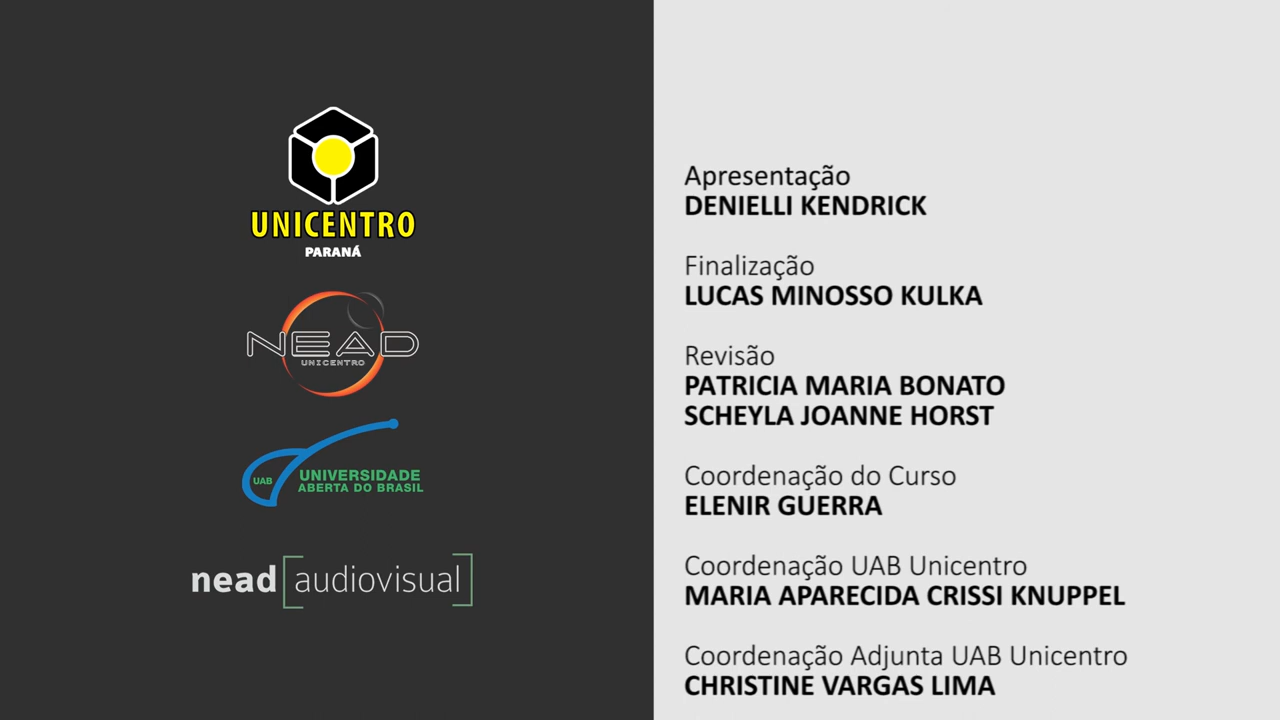 UNICENTRO
PARANÁ
NEAD
UNICENTRO
UAB
UNIVERSIDADE
ABERTA DO BRASIL
nead[audiovisual]
Apresentação
DENIELLI KENDRICK
Finalização
LUCAS MINOSSO KULKA
Revisão
PATRICIA MARIA BONATO
SCHEYLA JOANNE HORST
Coordenação do Curso
ELENIR GUERRA
Coordenação UAB Unicentro
MARIA APARECIDA CRISSI KNUPPEL
Coordenação Adjunta UAB Unicentro
CHRISTINE VARGAS LIMA